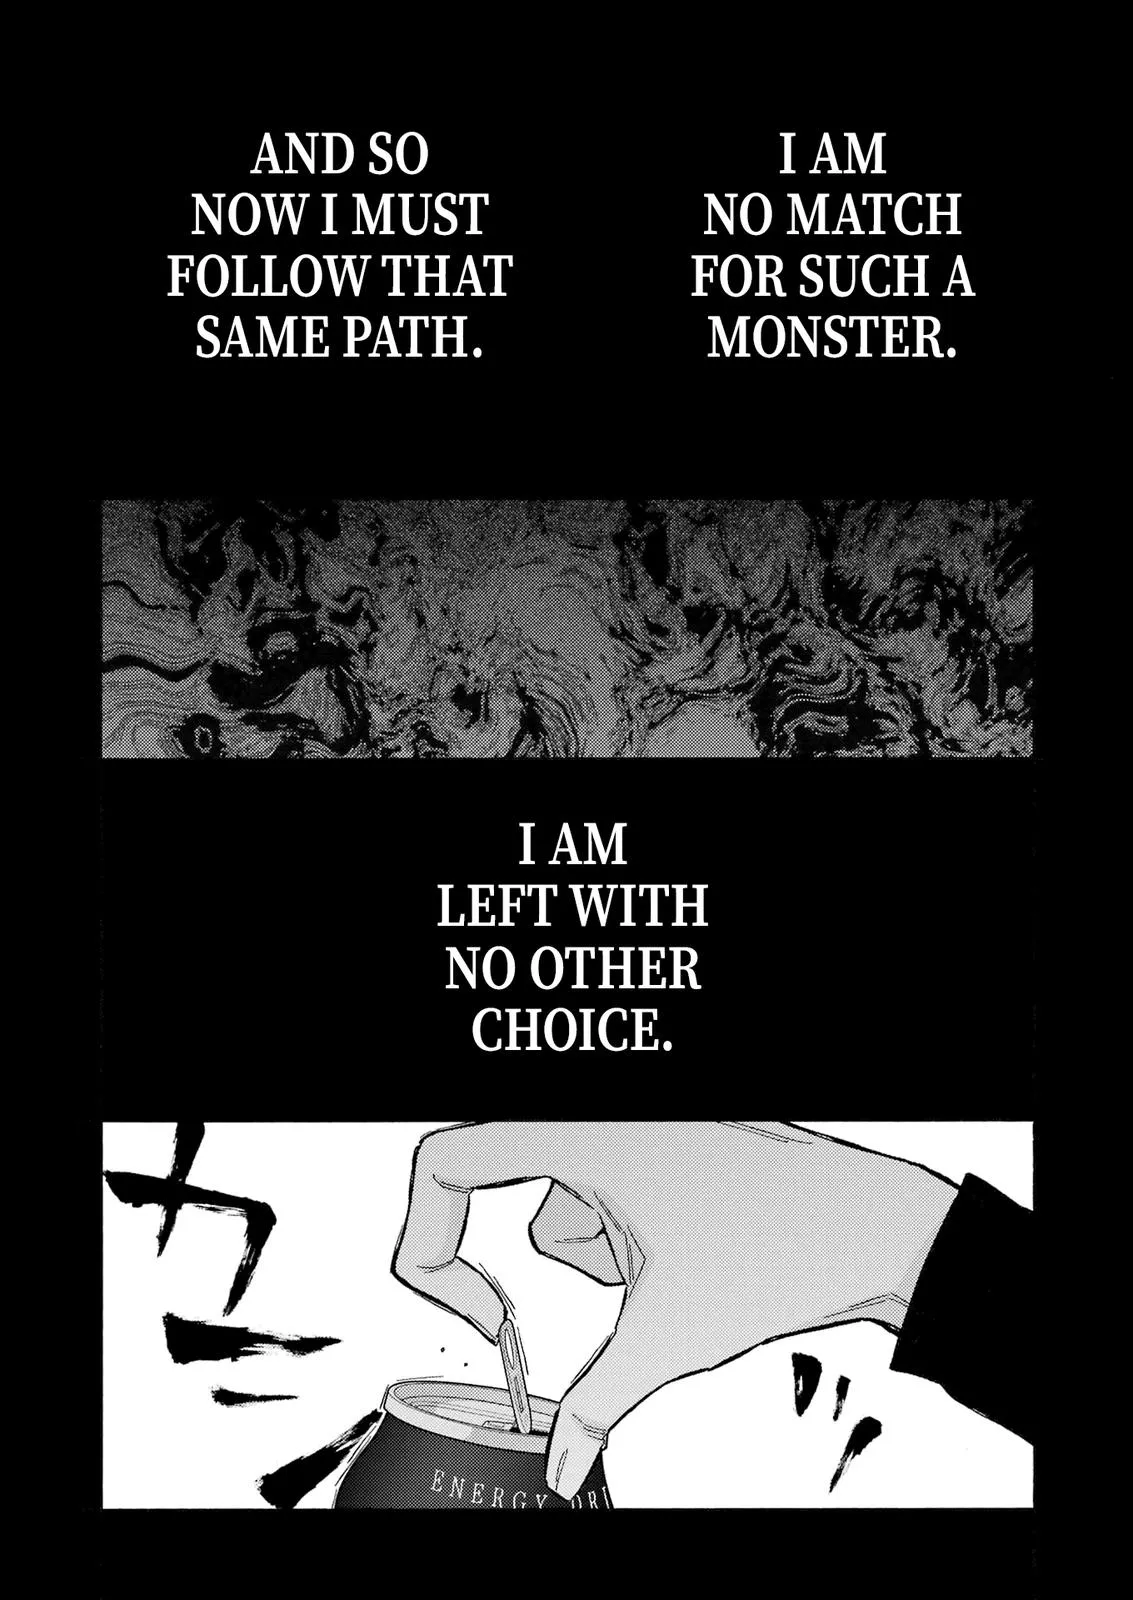 I AM
NO MATCH
FOR SUCH A
MONSTER.
AND SO
NOW I MUST
FOLLOW THAT
SAME PATH.
I AM
LEFT WITH
NO OTHER
CHOICE.
ENERGY DRI